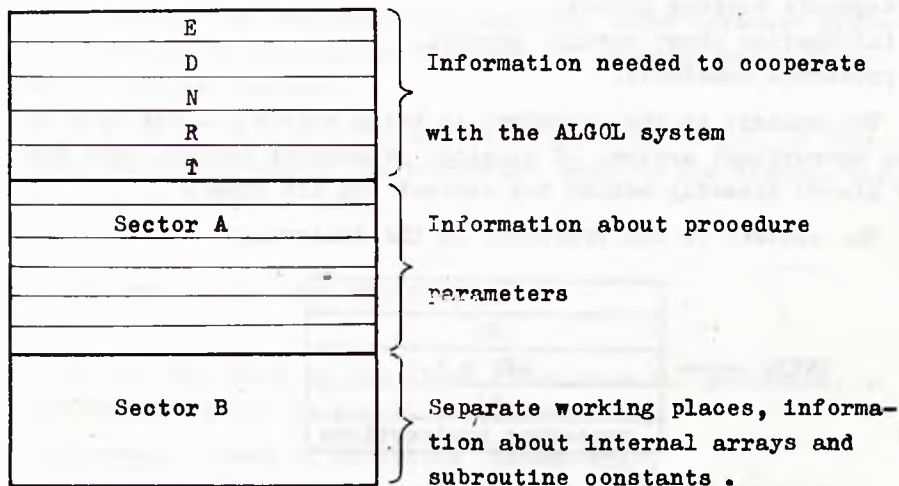 E
D
Information needed to cooperate
N
R
with the ALGOL system
T
Sector A
Information about procedure
parameters
Sector B
Separate working places, informa-
tion about internal arrays and
subroutine constants .